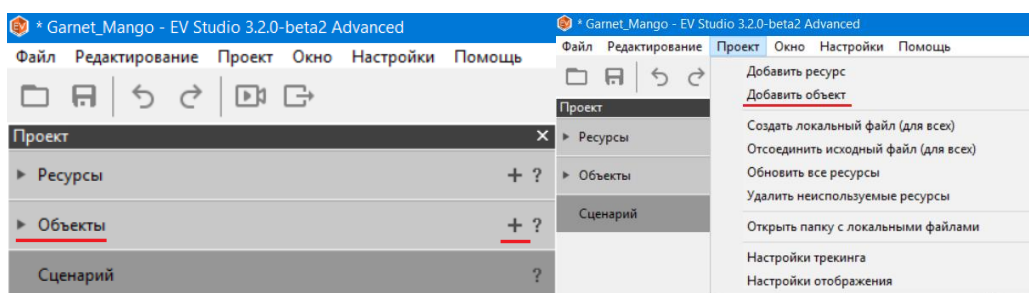 * Garnet_Mango - EV Studio 3.2.0-beta2 Advanced
Файл Редактирование Проект Окно Настройки Помощь
Проект ×
Ресурсы + ?
Объекты + ?
Сценарий ?
* Garnet_Mango - EV Studio 3.2.0-beta2 Advanced
Файл Редактирование Проект Окно Настройки Помощь
Проект
Ресурсы
Объекты
Сценарий
Добавить ресурс
Добавить объект
Создать локальный файл (для всех)
Отсоединить исходный файл (для всех)
Обновить все ресурсы
Удалить неиспользуемые ресурсы
Открыть папку с локальными файлами
Настройки трекинга
Настройки отображения